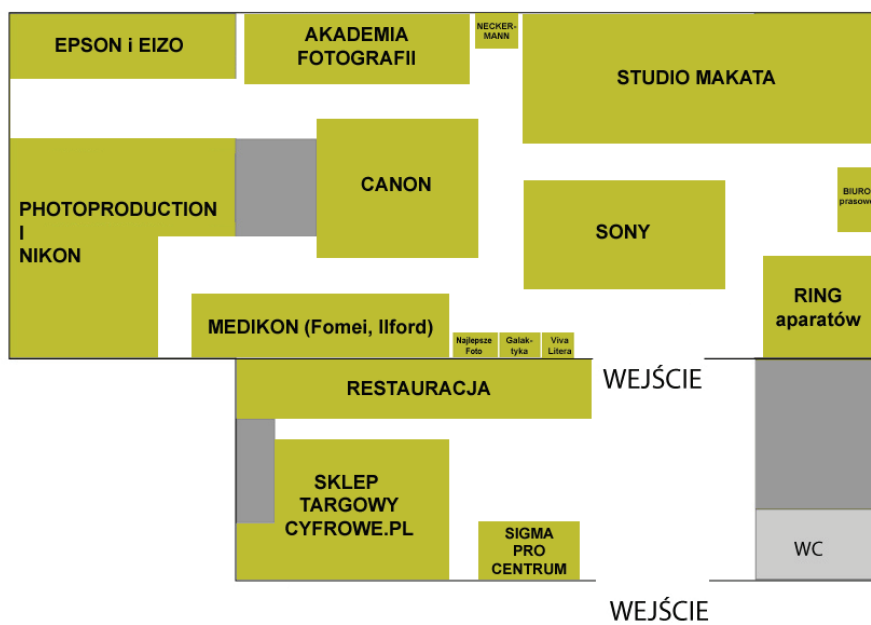 EPSON i EIZO
AKADEMIA
FOTOGRAFII
NECKER-
MANN
STUDIO MAKATA
PHOTOPRODUCTION
I
NIKON
CANON
SONY
BIURO
prasowe
RING
aparatów
MEDIKON (Fomei, Ilford)
Najlepsze
Foto
Galak-
tyka
Viva
Litera
WEJŚCIE
RESTAURACJA
SKLEP
TARGOWY
CYFROWE.PL
SIGMA
PRO
CENTRUM
WC
WEJŚCIE